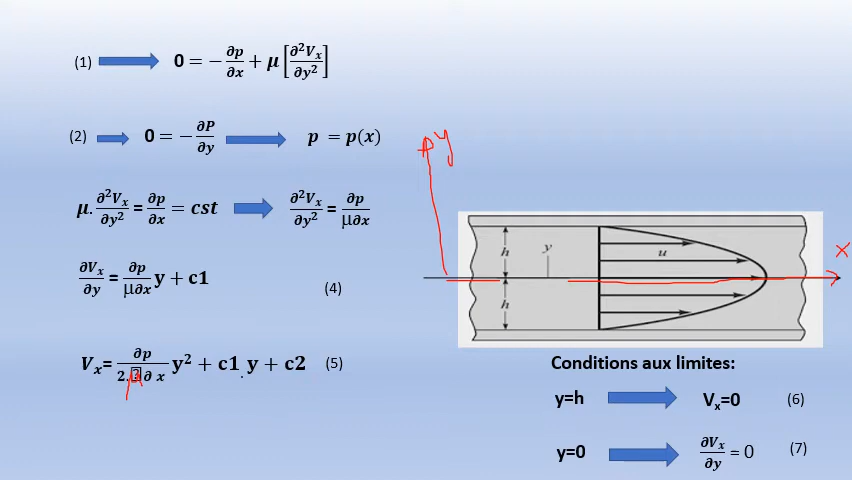 (1) 0 = − ∂p/∂x + μ [∂²Vₓ/∂y²]
(2) 0 = − ∂P/∂y p = p(x)
μ. ∂²Vₓ/∂y² = ∂p/∂x = cst ∂²Vₓ/∂y² = ∂p/μ∂x
∂Vₓ/∂y = ∂p/μ∂x y + c1 (4)
Vₓ= ∂p/2.μ∂ x y² + c1 y + c2 (5)
y
x
h
y
u
h
Conditions aux limites:
y=h Vₓ=0 (6)
y=0 ∂Vₓ/∂y = 0 (7)